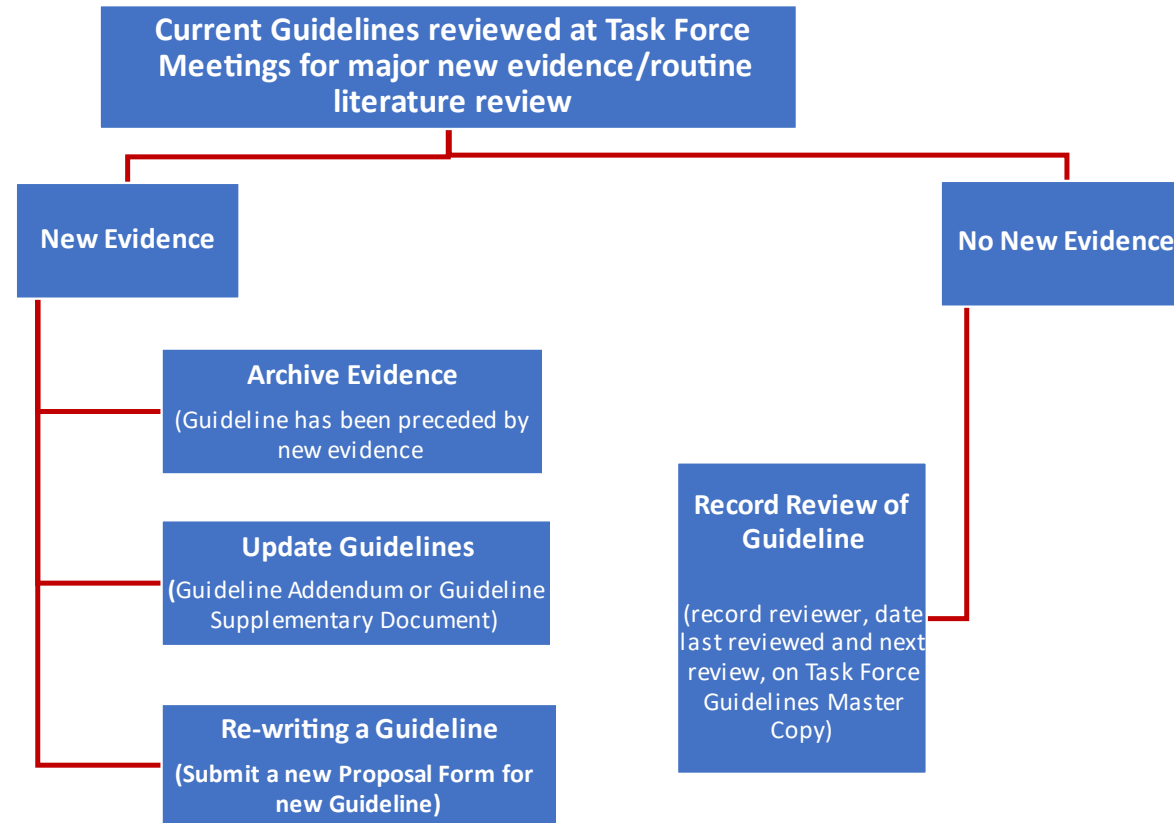 Current Guidelines reviewed at Task Force
Meetings for major new evidence/routine
literature review
New Evidence
No New Evidence
Archive Evidence
(Guideline has been preceded by
new evidence
Update Guidelines
(Guideline Addendum or Guideline
Supplementary Document)
Re-writing a Guideline
(Submit a new Proposal Form for
new Guideline)
Record Review of
Guideline
(record reviewer, date
last reviewed and next
review, on Task Force
Guidelines Master
Copy)